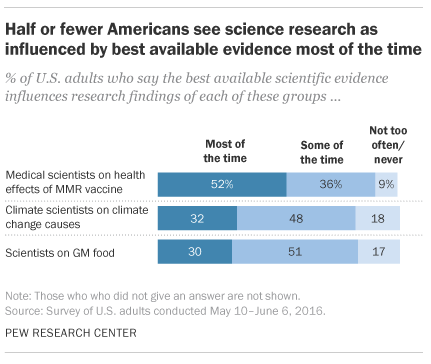 Half or fewer Americans see science research as
influenced by best available evidence most of the time
% of U.S. adults who say the best available scientific evidence
influences research findings of each of these groups ...
Most of
the time
Some of
the time
Not too
often/
never
Medical scientists on health
effects of MMR vaccine
52%
36%
9%
Climate scientists on climate
change causes
32
48
18
Scientists on GM food
30
51
17
Note: Those who who did not give an answer are not shown.
Source: Survey of U.S. adults conducted May 10–June 6, 2016.
PEW RESEARCH CENTER